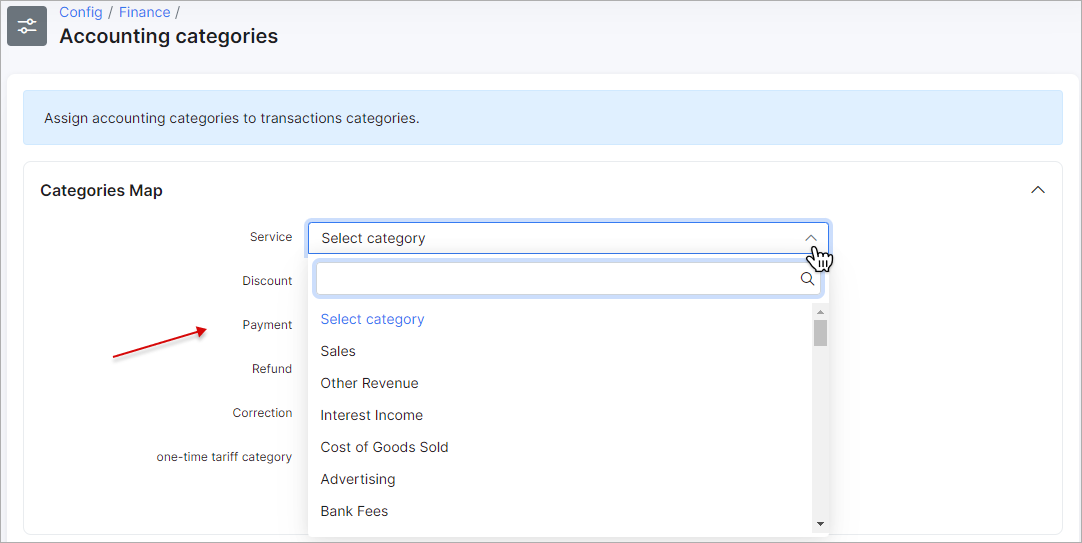 Config / Finance /
Accounting categories
Assign accounting categories to transactions categories.
Categories Map
Service
Select category
Discount
Payment
Select category
Sales
Refund
Other Revenue
Correction
Interest Income
one-time tariff category
Cost of Goods Sold
Advertising
Bank Fees